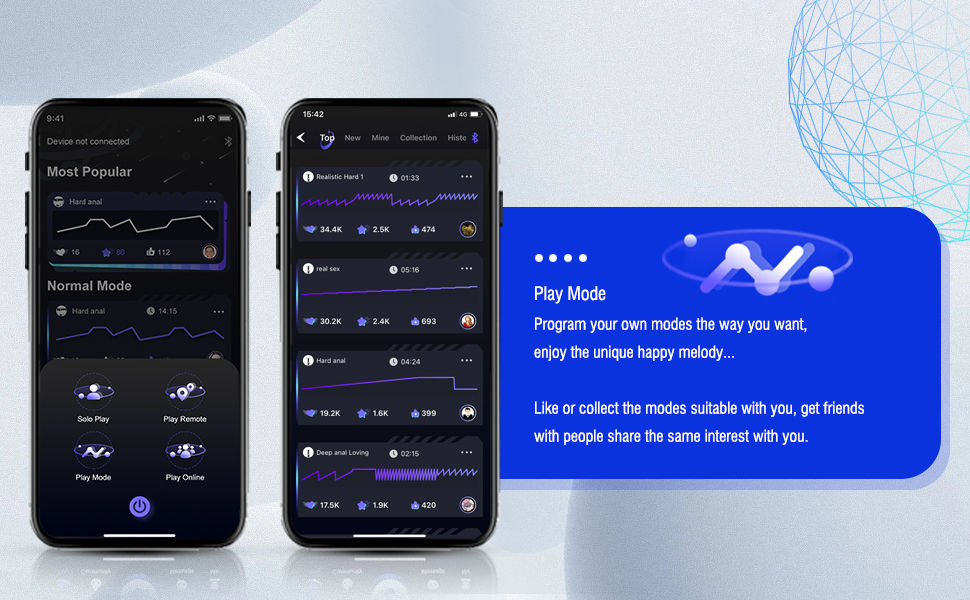 9:41
Device not connected
Most Popular
Hard anal
16
86
112
Normal Mode
Hard anal
14:15
Solo Play
Play Remote
Play Mode
Play Online
15:42
4G
Top New Mine Collection Histo
Realistic Hard 1
01:33
34.4K
2.5K
474
real sex
05:16
30.2K
2.4K
693
Hard anal
04:24
19.2K
1.6K
399
Deep anal Loving
02:15
17.5K
1.9K
420
Play Mode
Program your own modes the way you want,
enjoy the unique happy melody...
Like or collect the modes suitable with you, get friends
with people share the same interest with you.